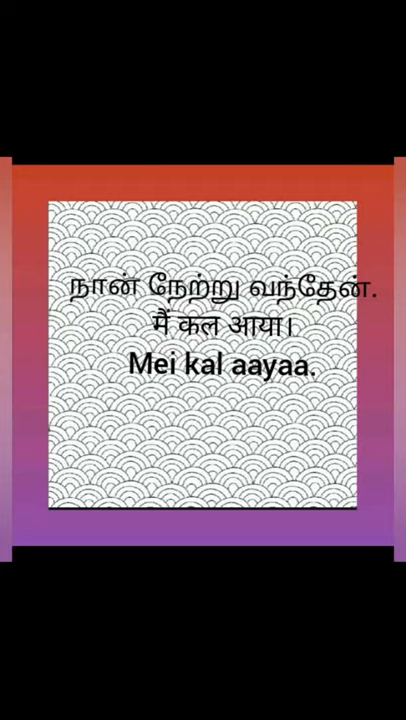 நான் நேற்று வந்தேன்.
मैं कल आया।
Mei kal aayaa.